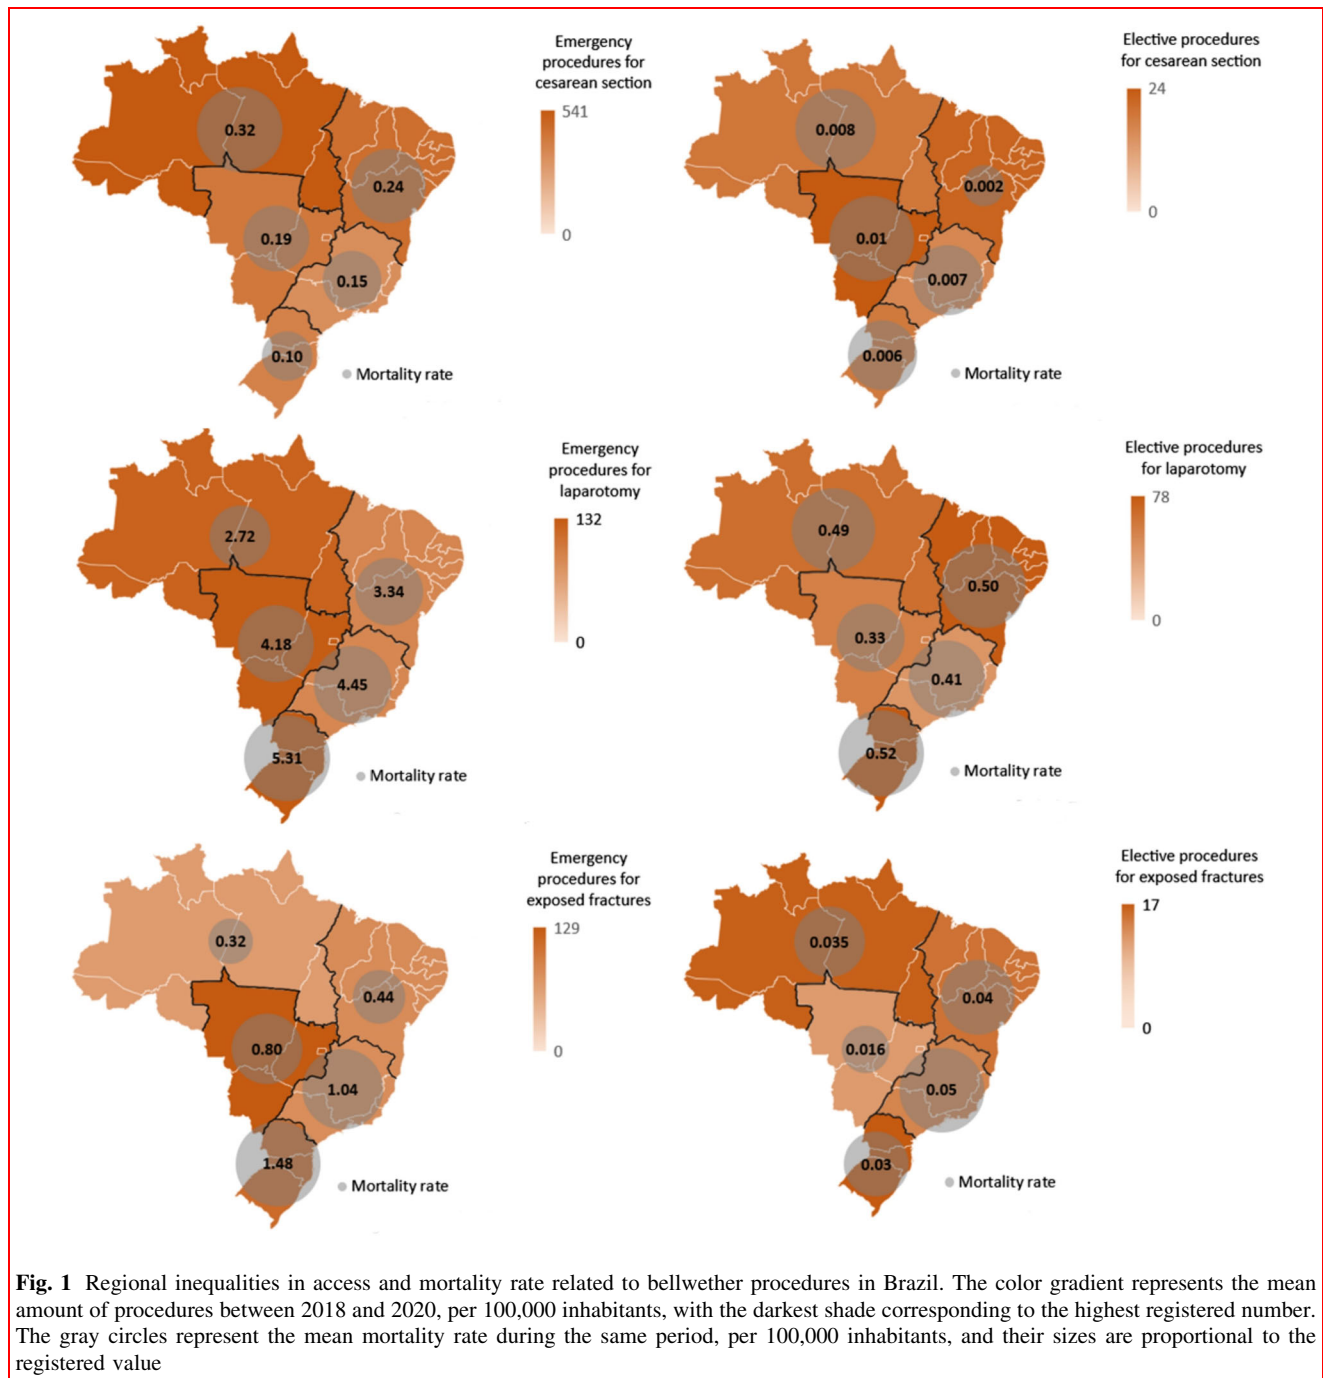 Emergency
procedures for
cesarean section
541
0
0.32
0.24
0.19
0.15
0.10
Mortality rate
Elective procedures
for cesarean section
24
0
0.008
0.002
0.01
0.007
0.006
Mortality rate
Emergency
procedures for
laparotomy
132
0
2.72
3.34
4.18
4.45
5.31
Mortality rate
Elective procedures
for laparotomy
78
0
0.49
0.50
0.33
0.41
0.52
Mortality rate
Emergency
procedures for
exposed fractures
129
0
0.32
0.44
0.80
1.04
1.48
Mortality rate
Elective procedures
for exposed fractures
17
0
0.035
0.04
0.016
0.05
0.03
Mortality rate
Fig. 1 Regional inequalities in access and mortality rate related to bellwether procedures in Brazil. The color gradient represents the mean
amount of procedures between 2018 and 2020, per 100,000 inhabitants, with the darkest shade corresponding to the highest registered number.
The gray circles represent the mean mortality rate during the same period, per 100,000 inhabitants, and their sizes are proportional to the
registered value